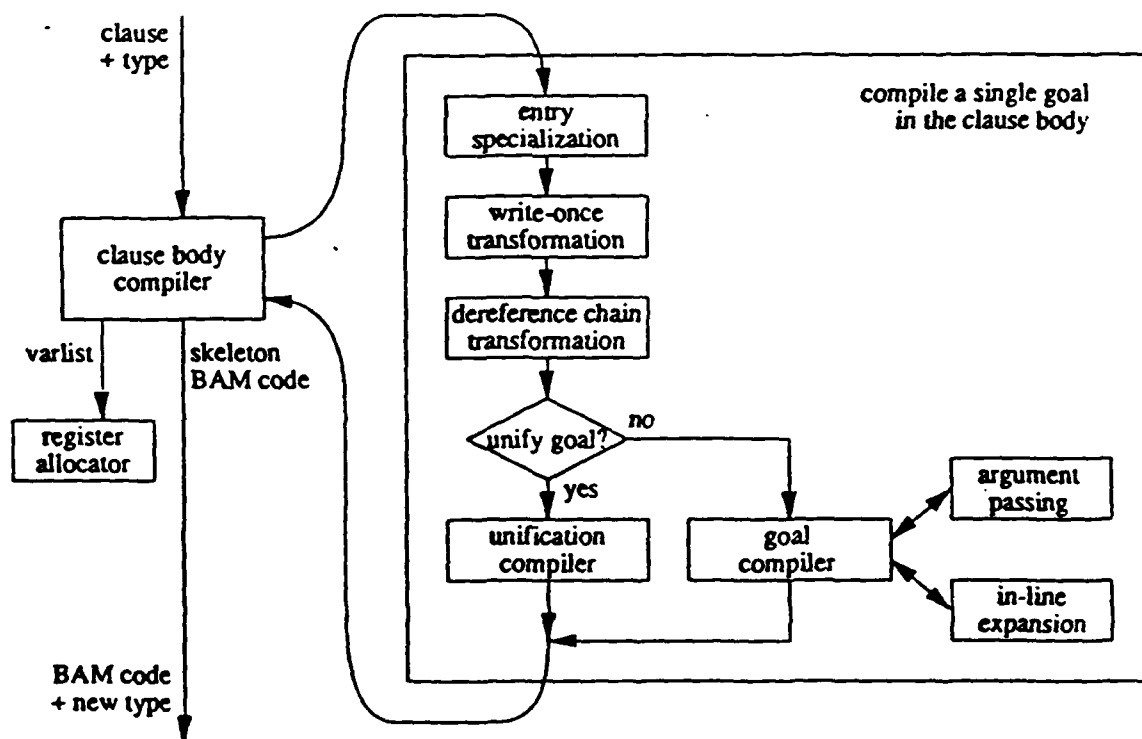 clause
+ type
compile a single goal
in the clause body
entry
specialization
write-once
transformation
clause body
compiler
dereference chain
transformation
varlist
skeleton
BAM code
register
allocator
unify goal?
no
yes
argument
passing
unification
compiler
goal
compiler
in-line
expansion
BAM code
+ new type